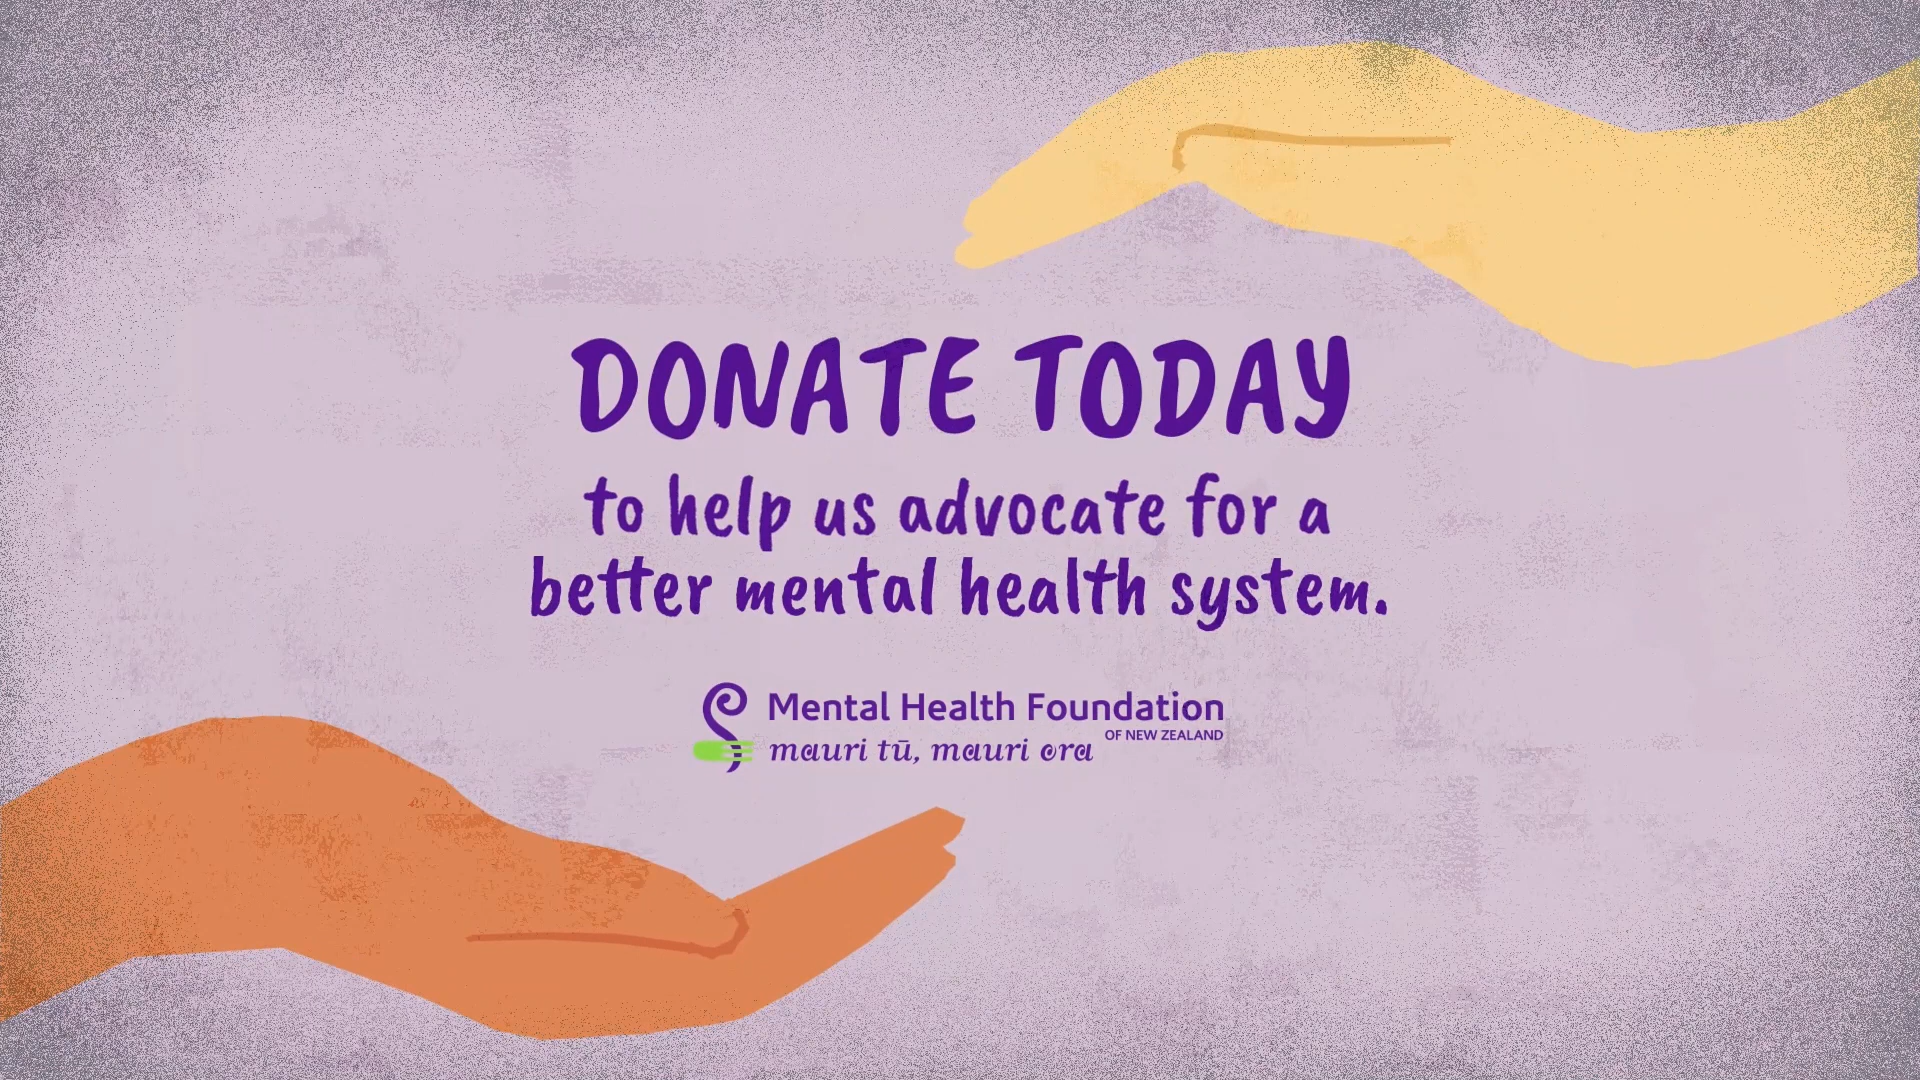 DONATE TODAY
to help us advocate for a
better mental health system.
Mental Health Foundation
OF NEW ZEALAND
mauri tū, mauri ora